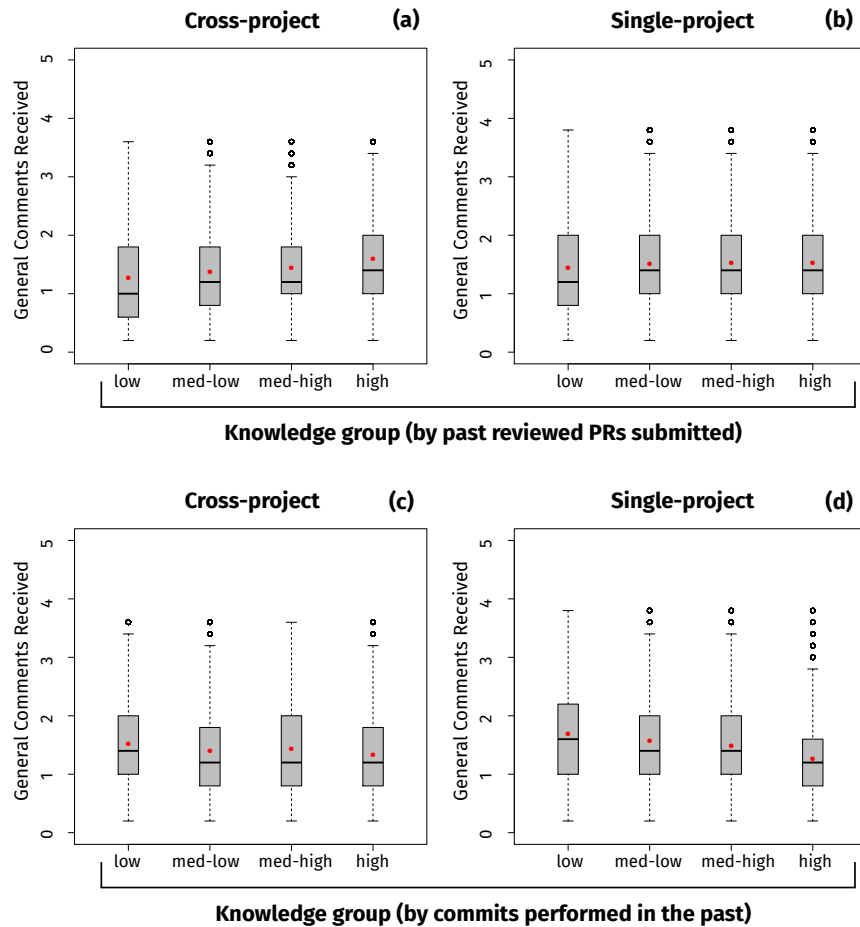 Cross-project (a)
Single-project (b)
General Comments Received
5
4
3
2
1
0
low med-low med-high high
General Comments Received
5
4
3
2
1
0
low med-low med-high high
Knowledge group (by past reviewed PRs submitted)
Cross-project (c)
Single-project (d)
General Comments Received
5
4
3
2
1
0
low med-low med-high high
General Comments Received
5
4
3
2
1
0
low med-low med-high high
Knowledge group (by commits performed in the past)